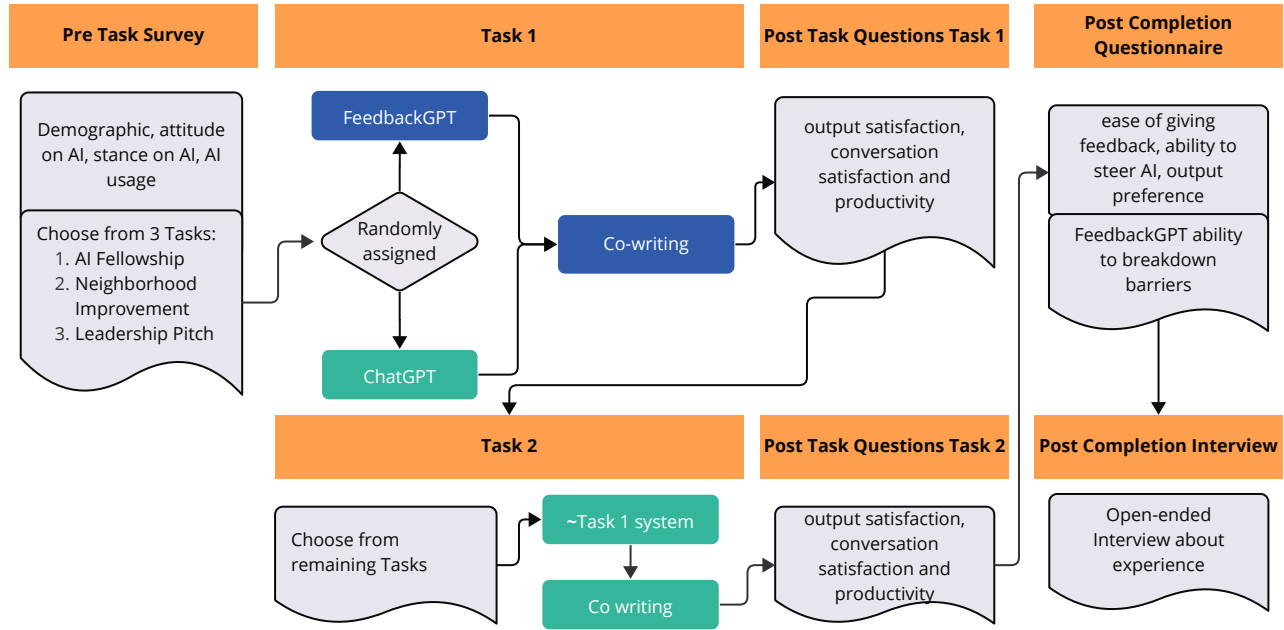 Pre Task Survey
Demographic, attitude
on AI, stance on AI, AI
usage
Choose from 3 Tasks:
1. AI Fellowship
2. Neighborhood
Improvement
3. Leadership Pitch
Task 1
FeedbackGPT
Randomly
assigned
ChatGPT
Co-writing
Post Task Questions Task 1
output satisfaction,
conversation
satisfaction and
productivity
Post Completion
Questionnaire
ease of giving
feedback, ability to
steer AI, output
preference
FeedbackGPT ability
to breakdown
barriers
Task 2
Choose from
remaining Tasks
~Task 1 system
Co writing
Post Task Questions Task 2
output satisfaction,
conversation
satisfaction and
productivity
Post Completion Interview
Open-ended
Interview about
experience